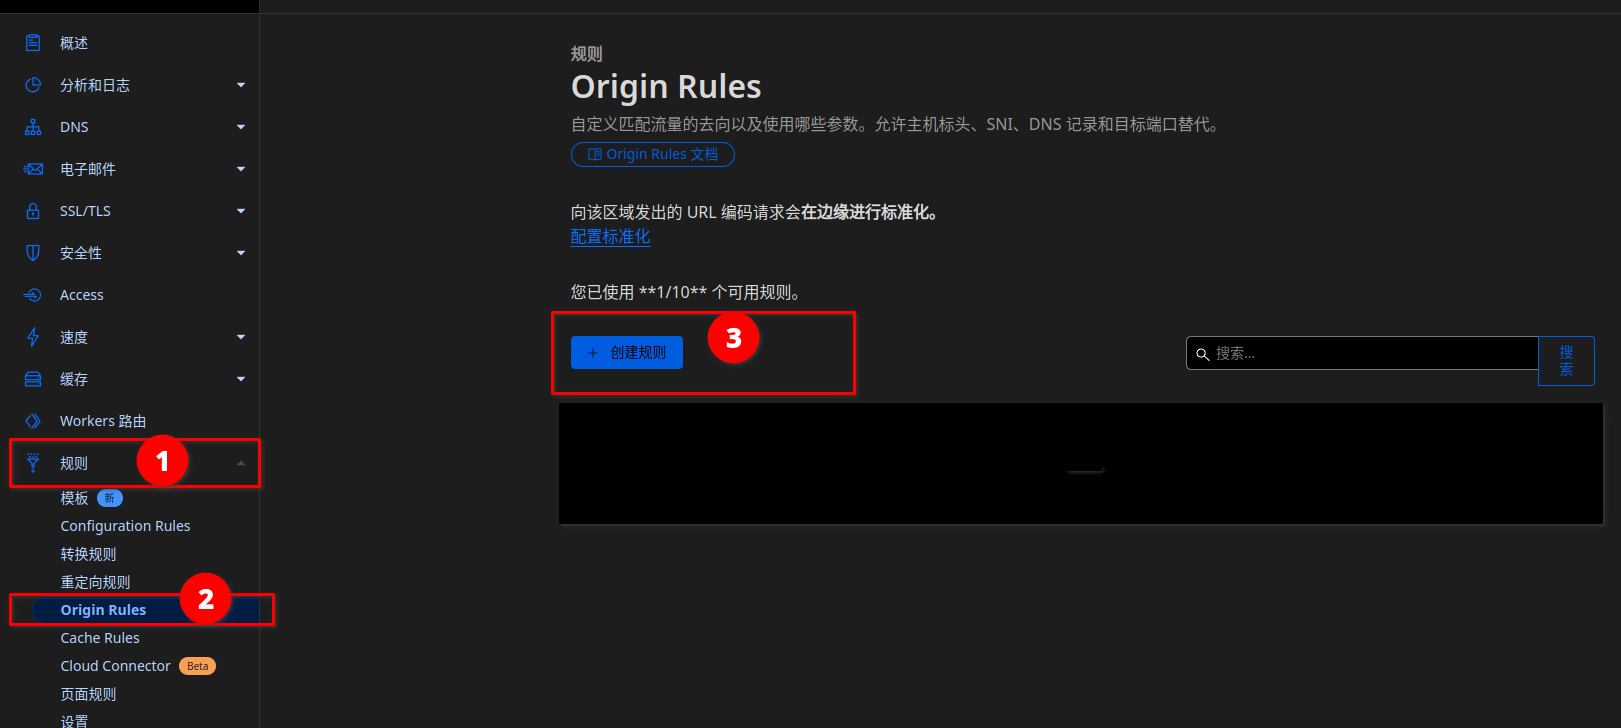 概述
分析和日志
DNS
电子邮件
SSL/TLS
安全性
Access
速度
缓存
Workers 路由
规则
1
模板 新
Configuration Rules
转换规则
重定向规则
Origin Rules
2
Cache Rules
Cloud Connector Beta
页面规则
设置
规则
Origin Rules
自定义匹配流量的去向以及使用哪些参数。允许主机标头、SNI、DNS 记录和目标端口替代。
Origin Rules 文档
向该区域发出的 URL 编码请求会在边缘进行标准化。
配置标准化
您已使用 **1/10** 个可用规则。
+ 创建规则
3
搜索...
搜
索